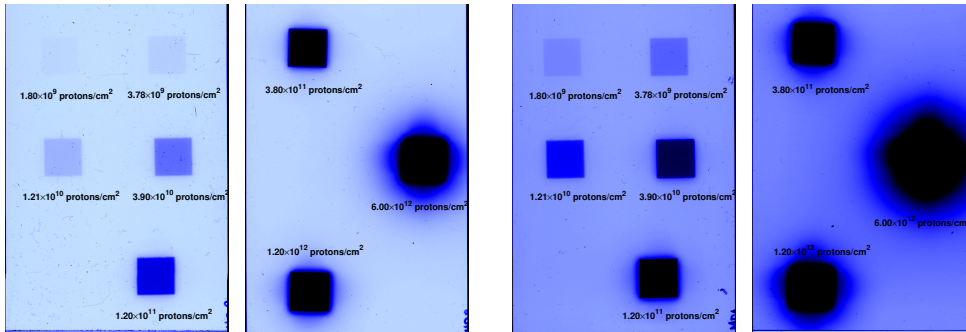 1.80×10⁹ protons/cm²
3.78×10⁹ protons/cm²
1.21×10¹⁰ protons/cm²
3.90×10¹⁰ protons/cm²
1.20×10¹¹ protons/cm²
3.80×10¹¹ protons/cm²
6.00×10¹² protons/cm²
1.20×10¹² protons/cm²
1.80×10⁹ protons/cm²
3.78×10⁹ protons/cm²
1.21×10¹⁰ protons/cm²
3.90×10¹⁰ protons/cm²
1.20×10¹¹ protons/cm²
3.80×10¹¹ protons/cm²
6.00×10¹² protons/cm²
protons/cm²